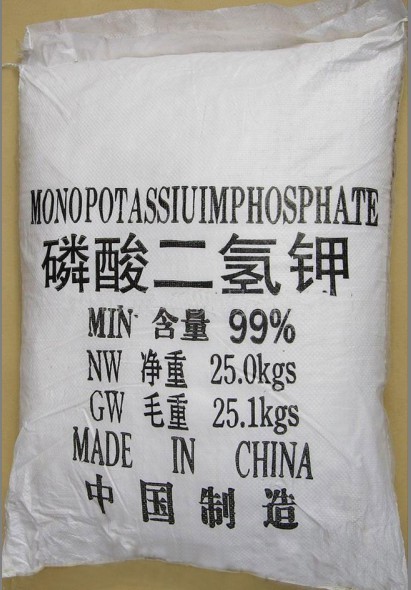 MONOPOTASSIUIMPHOSPHATE
磷酸二氢钾
MIN 含量 99%
NW 净重 25.0kgs
GW 毛重 25.1kgs
MADE IN CHINA
中国制造